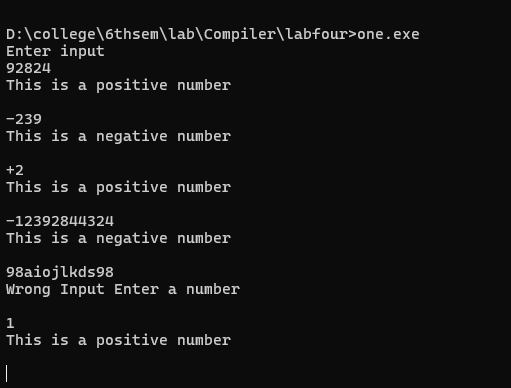 D:\college\6thsem\lab\Compiler\labfour>one.exe
Enter input
92824
This is a positive number
-239
This is a negative number
+2
This is a positive number
-12392844324
This is a negative number
98aiojlkds98
Wrong Input Enter a number
1
This is a positive number